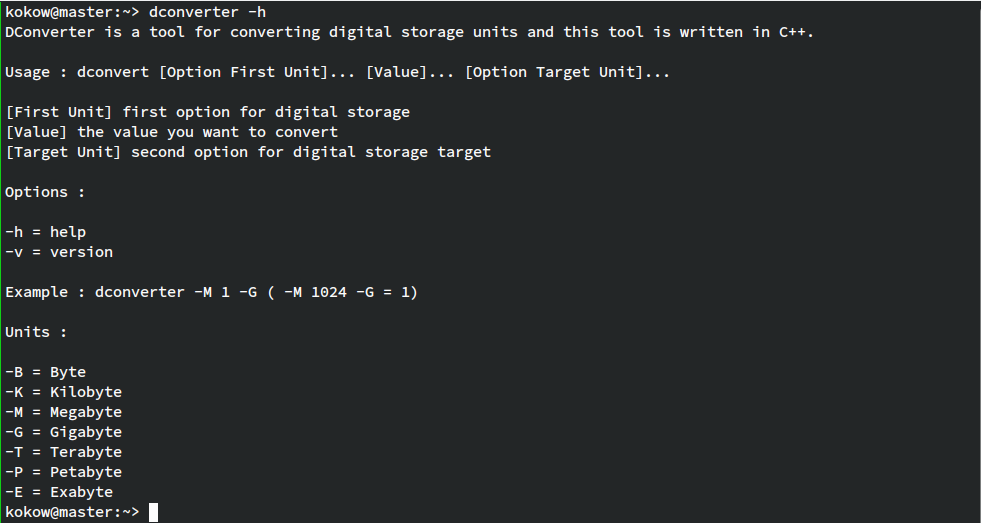 kokow@master:~> dconverter -h
DConverter is a tool for converting digital storage units and this tool is written in C++.
Usage : dconvert [Option First Unit]... [Value]... [Option Target Unit]...
[First Unit] first option for digital storage
[Value] the value you want to convert
[Target Unit] second option for digital storage target
Options :
-h = help
-v = version
Example : dconverter -M 1 -G ( -M 1024 -G = 1)
Units :
-B = Byte
-K = Kilobyte
-M = Megabyte
-G = Gigabyte
-T = Terabyte
-P = Petabyte
-E = Exabyte
kokow@master:~>